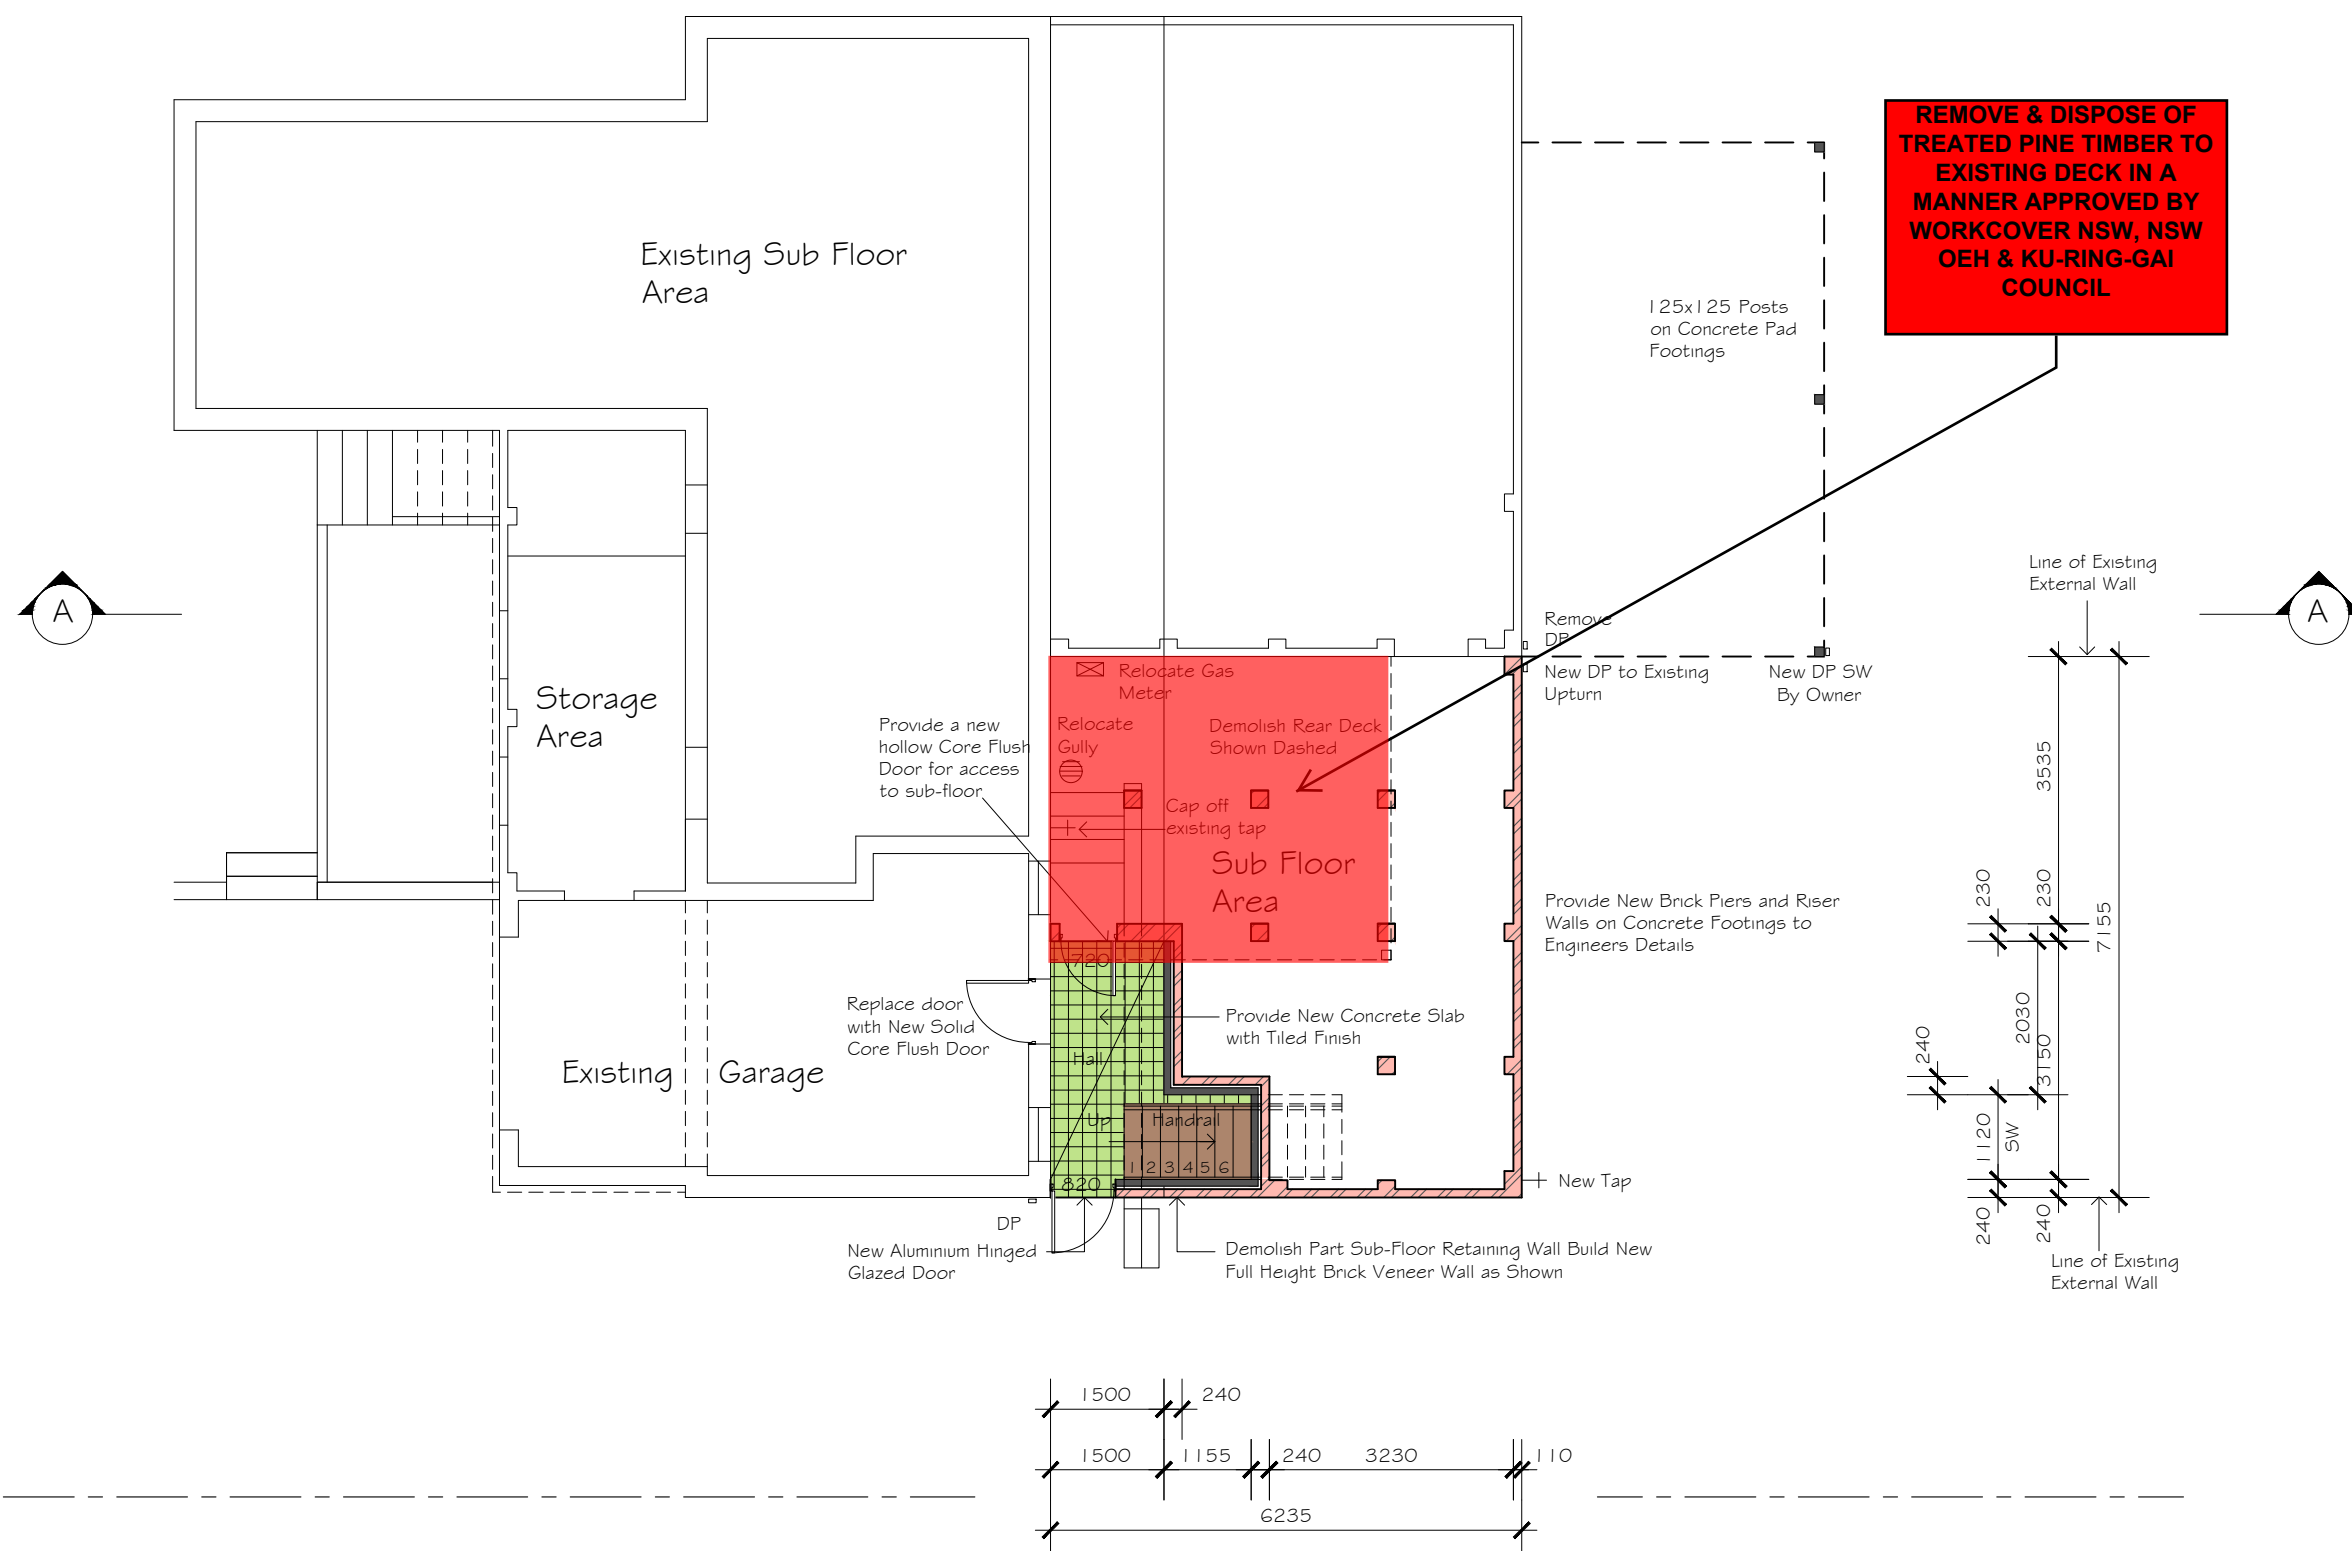 REMOVE & DISPOSE OF
TREATED PINE TIMBER TO
EXISTING DECK IN A
MANNER APPROVED BY
WORKCOVER NSW, NSW
OEH & KU-RING-GAI
COUNCIL
Existing Sub Floor
Area
125x125 Posts
on Concrete Pad
Footings
Line of Existing
External Wall
A
A
Remove
DP
New DP to Existing
Upturn
New DP SW
By Owner
Relocate Gas
Meter
Storage
Area
Provide a new
hollow Core Flush
Door for access
to sub-floor
Relocate
Gully
Demolish Rear Deck
Shown Dashed
Cap off
existing tap
Sub Floor
Area
3535
230
230
7155
Provide New Brick Piers and Riser
Walls on Concrete Footings to
Engineers Details
720
Replace door
with New Solid
Core Flush Door
Provide New Concrete Slab
with Tiled Finish
2030
240
3150
Hall
Existing Garage
Up
Handrail
1120
SW
1 2 3 4 5 6
820
New Tap
240
240
DP
New Aluminium Hinged
Glazed Door
Demolish Part Sub-Floor Retaining Wall Build New
Full Height Brick Veneer Wall as Shown
Line of Existing
External Wall
1500 240
1500 1155 240 3230 110
6235